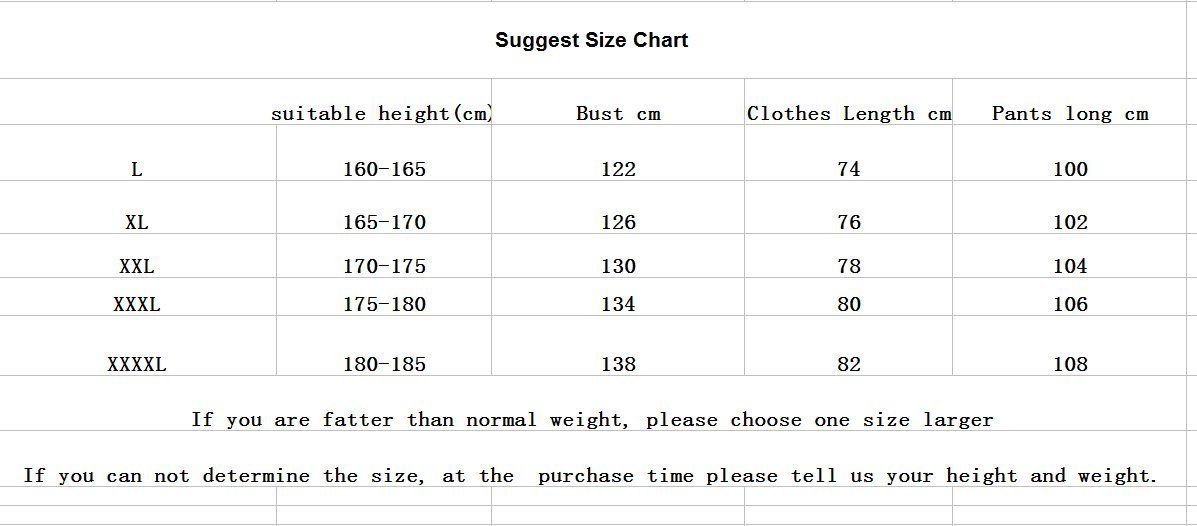 Suggest Size Chart
suitable height(cm) Bust cm Clothes Length cm Pants long cm
L 160-165 122 74 100
XL 165-170 126 76 102
XXL 170-175 130 78 104
XXXL 175-180 134 80 106
XXXXL 180-185 138 82 108
If you are fatter than normal weight, please choose one size larger
If you can not determine the size, at the purchase time please tell us your height and weight.